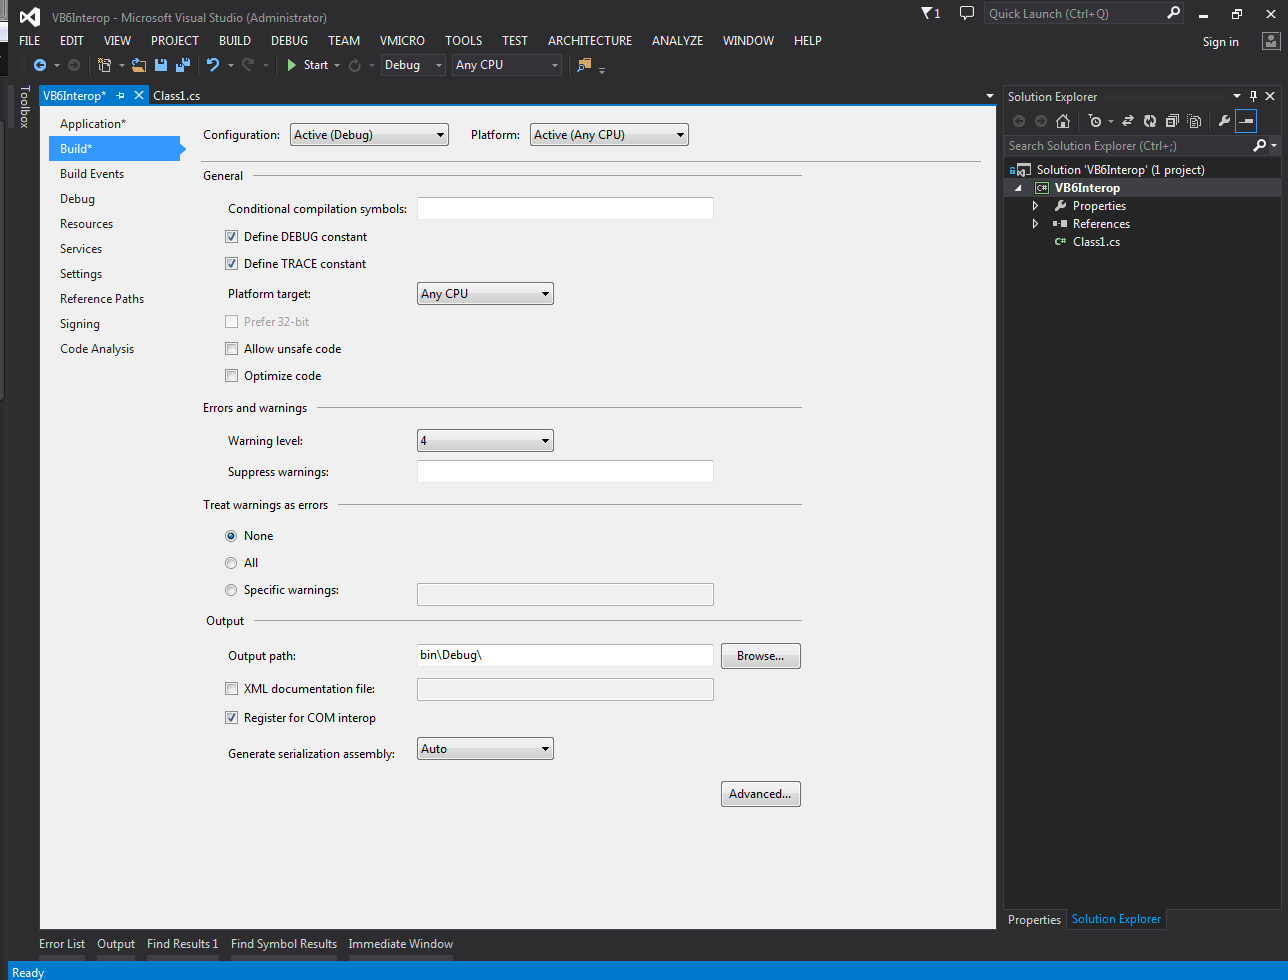 VB6Interop - Microsoft Visual Studio (Administrator)
1
Quick Launch (Ctrl+Q)
FILE EDIT VIEW PROJECT BUILD DEBUG TEAM VMICRO TOOLS TEST ARCHITECTURE ANALYZE WINDOW HELP
Sign in
Start Debug Any CPU
Toolbox
VB6Interop* Class1.cs
Application*
Build*
Build Events
Debug
Resources
Services
Settings
Reference Paths
Signing
Code Analysis
Configuration: Active (Debug) Platform: Active (Any CPU)
General
Conditional compilation symbols:
Define DEBUG constant
Define TRACE constant
Platform target: Any CPU
Prefer 32-bit
Allow unsafe code
Optimize code
Errors and warnings
Warning level: 4
Suppress warnings:
Treat warnings as errors
None
All
Specific warnings:
Output
Output path: bin\Debug\ Browse...
XML documentation file:
Register for COM interop
Generate serialization assembly: Auto
Advanced...
Solution Explorer
Search Solution Explorer (Ctrl+;)
Solution 'VB6Interop' (1 project)
C# VB6Interop
Properties
References
C# Class1.cs
Properties Solution Explorer
Error List Output Find Results 1 Find Symbol Results Immediate Window
Ready